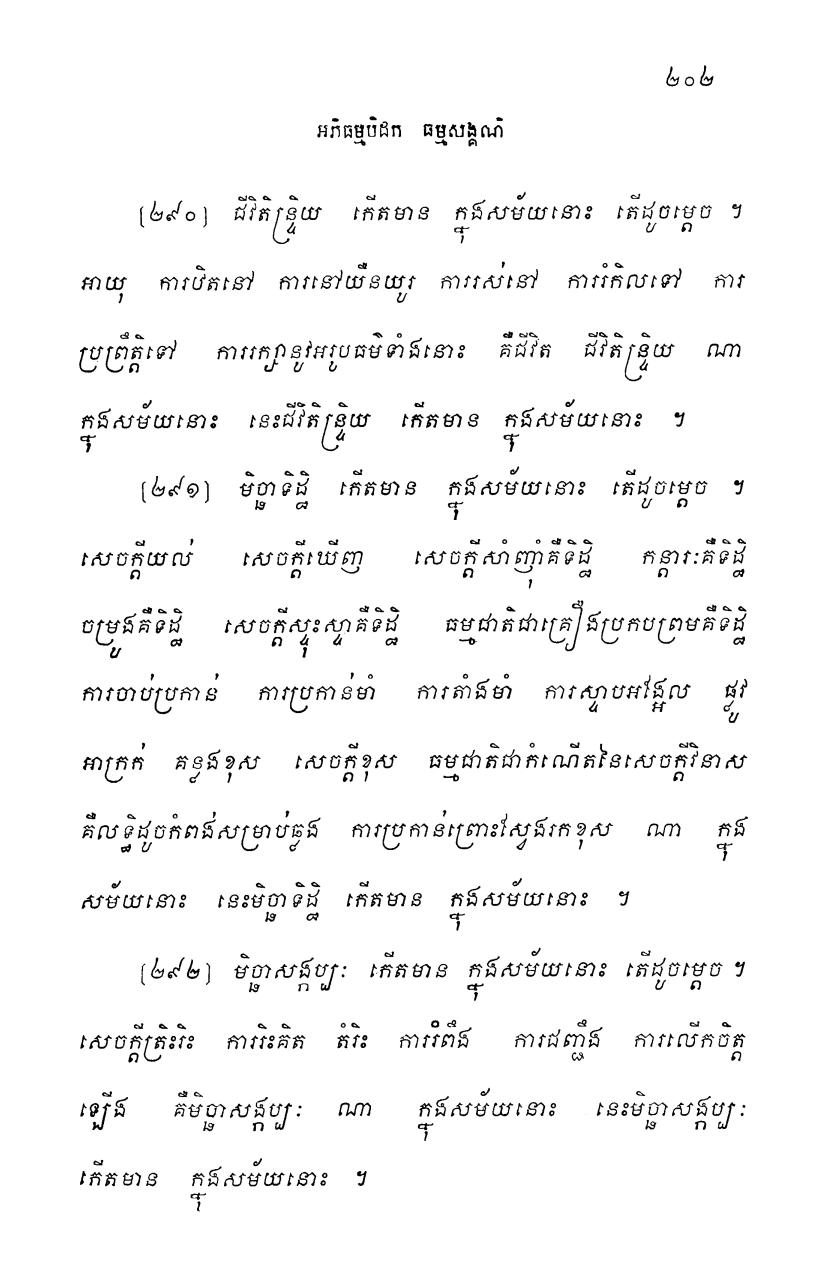 ២០២
អភិធម្មបិដក ធម្មសង្គណិ
[២៩០] ជីវិតិន្ទ្រិយ កើតមាន ក្នុងសម័យនោះ តើដូចម្ដេច ។
អាយុ ការឋិតនៅ ការនៅយឺនយូរ ការរស់នៅ ការរំកិលទៅ ការ
ប្រព្រឹត្តិទៅ ការរក្សានូវអរូបធម៌ទាំងនោះ គឺជីវិត ជីវិតិន្ទ្រិយ ណា
ក្នុងសម័យនោះ នេះជីវិតិន្ទ្រិយ កើតមាន ក្នុងសម័យនោះ ។
[២៩១] មិច្ឆាទិដ្ឋិ កើតមាន ក្នុងសម័យនោះ តើដូចម្ដេច ។
សេចក្ដីយល់ សេចក្ដីឃើញ សេចក្ដីសាំញ៉ាំគឺទិដ្ឋិ កន្ដារៈគឺទិដ្ឋិ
ចម្រូងគឺទិដ្ឋិ សេចក្ដីស្ទុះស្ទាគឺទិដ្ឋិ ធម្មជាតិជាគ្រឿងប្រកបព្រមគឺទិដ្ឋិ
ការចាប់ប្រកាន់ ការប្រកាន់មាំ ការតាំងមាំ ការស្ទាបអង្អែល ផ្លូវ
អាក្រក់ គន្លងខុស សេចក្ដីខុស ធម្មជាតិជាកំណើតនៃសេចក្ដីវិនាស
គឺលទ្ធិដូចកំពង់សម្រាប់ធ្លង ការប្រកាន់ព្រោះស្វែងរកខុស ណា ក្នុង
សម័យនោះ នេះមិច្ឆាទិដ្ឋិ កើតមាន ក្នុងសម័យនោះ ។
[២៩២] មិច្ឆាសង្កប្បៈ កើតមាន ក្នុងសម័យនោះ តើដូចម្ដេច ។
សេចក្ដីត្រិះរិះ ការរិះគិត តំរិះ ការរំពឹង ការជញ្ជឹង ការលើកចិត្ត
ឡើង គឺមិច្ឆាសង្កប្បៈ ណា ក្នុងសម័យនោះ នេះមិច្ឆាសង្កប្បៈ
កើតមាន ក្នុងសម័យនោះ ។